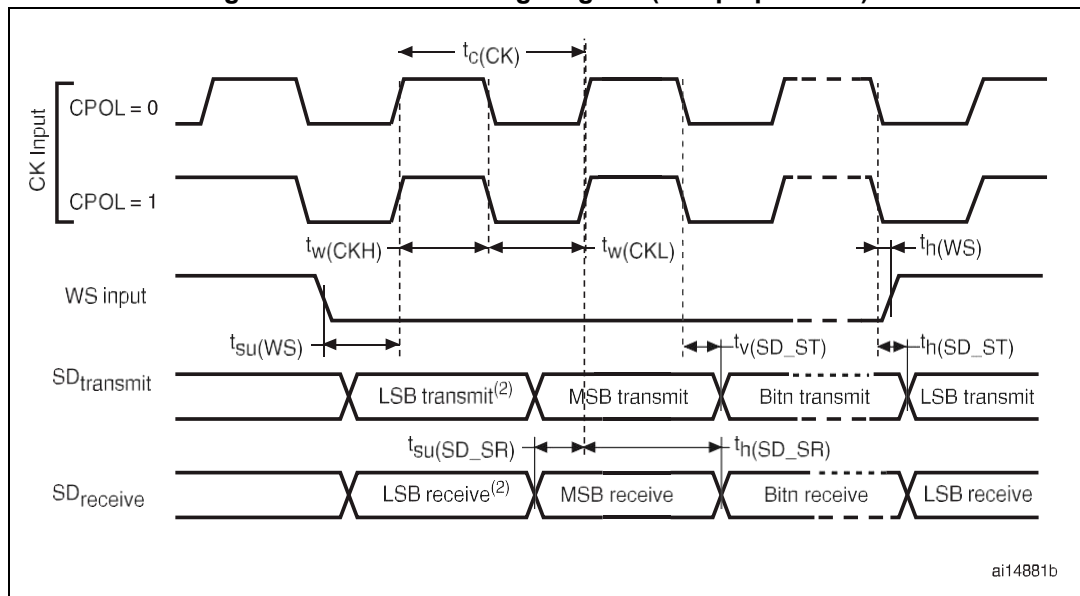 tc(CK)
CK Input
CPOL = 0
CPOL = 1
tw(CKH)
tw(CKL)
th(WS)
WS input
tsu(WS)
tv(SD_ST)
th(SD_ST)
SDtransmit
LSB transmit(2)
MSB transmit
Bitn transmit
LSB transmit
tsu(SD_SR)
th(SD_SR)
SDreceive
LSB receive(2)
MSB receive
Bitn receive
LSB receive
ai14881b